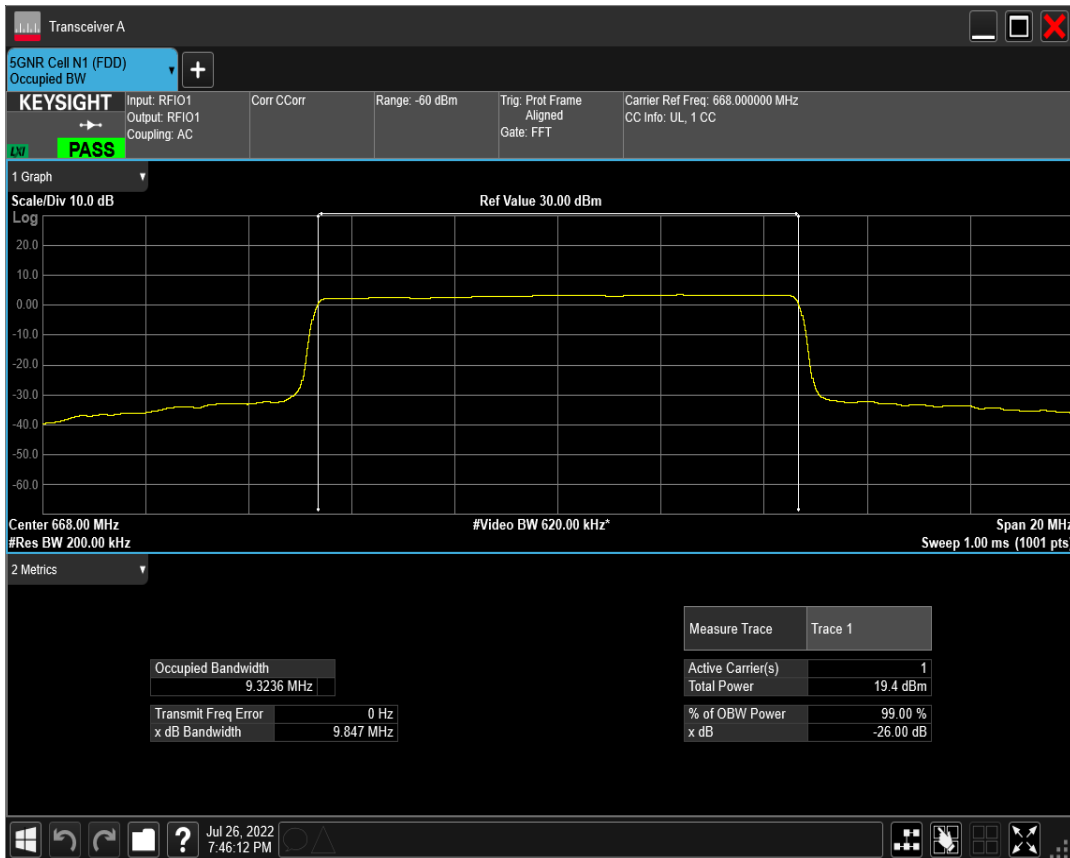 Transceiver A
5GNR Cell N1 (FDD)
Occupied BW
+
KEYSIGHT
LXI
PASS
Input: RFIO1
Output: RFIO1
Coupling: AC
Corr CCorr
Range: -60 dBm
Trig: Prot Frame
Aligned
Gate: FFT
Carrier Ref Freq: 668.000000 MHz
CC Info: UL, 1 CC
1 Graph
Scale/Div 10.0 dB
Ref Value 30.00 dBm
Log
20.0
10.0
0.00
-10.0
-20.0
-30.0
-40.0
-50.0
-60.0
Center 668.00 MHz
#Video BW 620.00 kHz*
Span 20 MHz
#Res BW 200.00 kHz
Sweep 1.00 ms (1001 pts)
2 Metrics
Measure Trace Trace 1
Occupied Bandwidth
9.3236 MHz
Active Carrier(s) 1
Total Power 19.4 dBm
Transmit Freq Error 0 Hz
x dB Bandwidth 9.847 MHz
% of OBW Power 99.00 %
x dB -26.00 dB
?
Jul 26, 2022
7:46:12 PM